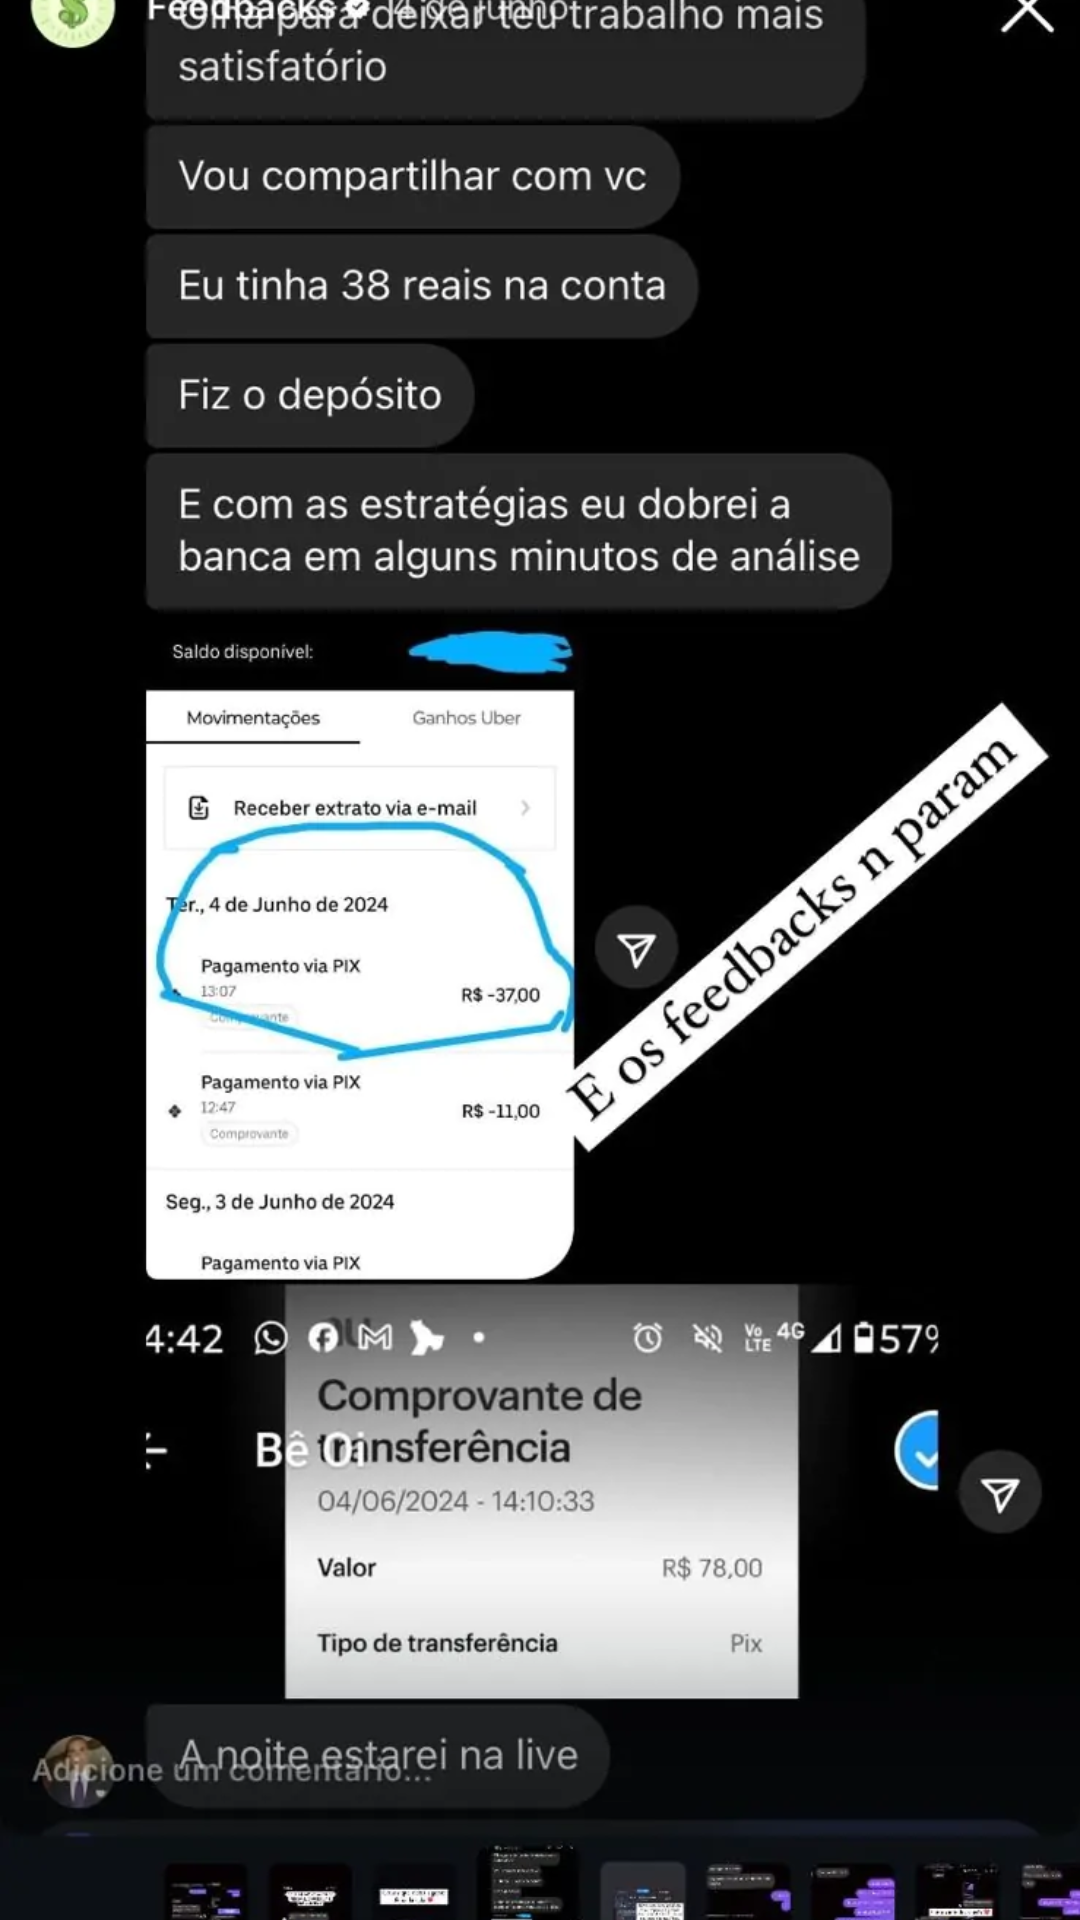 Feedbacks 4 de junho
Olha para deixar teu trabalho mais
satisfatório
Vou compartilhar com vc
Eu tinha 38 reais na conta
Fiz o depósito
E com as estratégias eu dobrei a
banca em alguns minutos de análise
Saldo disponível:
Movimentações Ganhos Uber
Receber extrato via e-mail
Ter., 4 de Junho de 2024
Pagamento via PIX
13:07 R$ -37,00
Comprovante
E os feedbacks n param
Pagamento via PIX
12:47 R$ -11,00
Comprovante
Seg., 3 de Junho de 2024
Pagamento via PIX
4:42 Vo LTE 4G 57%
Comprovante de
Bê Oi
transferência
04/06/2024 - 14:10:33
Valor R$ 78,00
Tipo de transferência Pix
A noite estarei na live
Adicione um comentário...